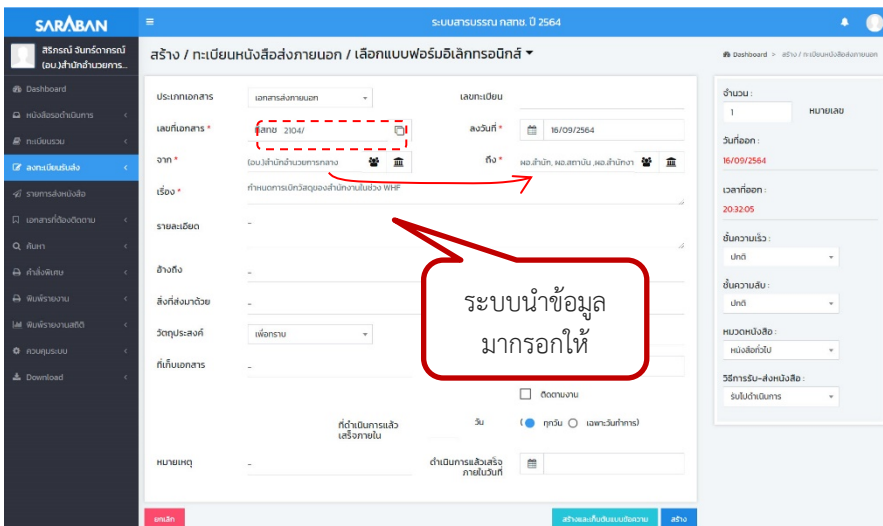 SARABAN
ระบบสารบรรณ กสทช. ปี 2564
สิริภรณ์ จันทร์ดาภรณ์
(อบ.)สำนักอำนวยการ...
สร้าง / ทะเบียนหนังสือส่งภายนอก / เลือกแบบฟอร์มอิเล็กทรอนิกส์
Dashboard > สร้าง / ทะเบียนหนังสือส่งภายนอก
Dashboard
หนังสือรอดำเนินการ
ทะเบียนรวม
ลงทะเบียนรับส่ง
รายการส่งหนังสือ
เอกสารที่ต้องติดตาม
ค้นหา
คำสั่งพิเศษ
พิมพ์รายงาน
พิมพ์รายงานสถิติ
ควบคุมระบบ
Download
ประเภทเอกสาร เอกสารส่งภายนอก เลขทะเบียน
เลขที่เอกสาร * ที่สทช 2104/ ลงวันที่ * 16/09/2564
จาก * (อบ.)สำนักอำนวยการกลาง ถึง * ผอ.สำนัก, ผอ.สถาบัน ,ผอ.สำนักงา
เรื่อง * กำหนดการเบิกวัสดุของสำนักงานในช่วง WHF
รายละเอียด -
อ้างถึง -
สิ่งที่ส่งมาด้วย -
วัตถุประสงค์ เพื่อทราบ
ที่เก็บเอกสาร -
ระบบนำข้อมูล
มากรอกให้
ติดตามงาน
ที่ดำเนินการแล้ว
เสร็จภายใน
วัน ( ทุกวัน เฉพาะวันทำการ)
หมายเหตุ - ดำเนินการแล้วเสร็จ
ภายในวันที่
ยกเลิก สร้างและเก็บต้นแบบข้อความ สร้าง
จำนวน :
1 หมายเลข
วันที่ออก :
16/09/2564
เวลาที่ออก :
20:32:05
ชั้นความเร็ว :
ปกติ
ชั้นความลับ :
ปกติ
หมวดหนังสือ :
หนังสือทั่วไป
วิธีการรับ-ส่งหนังสือ :
รับไปดำเนินการ